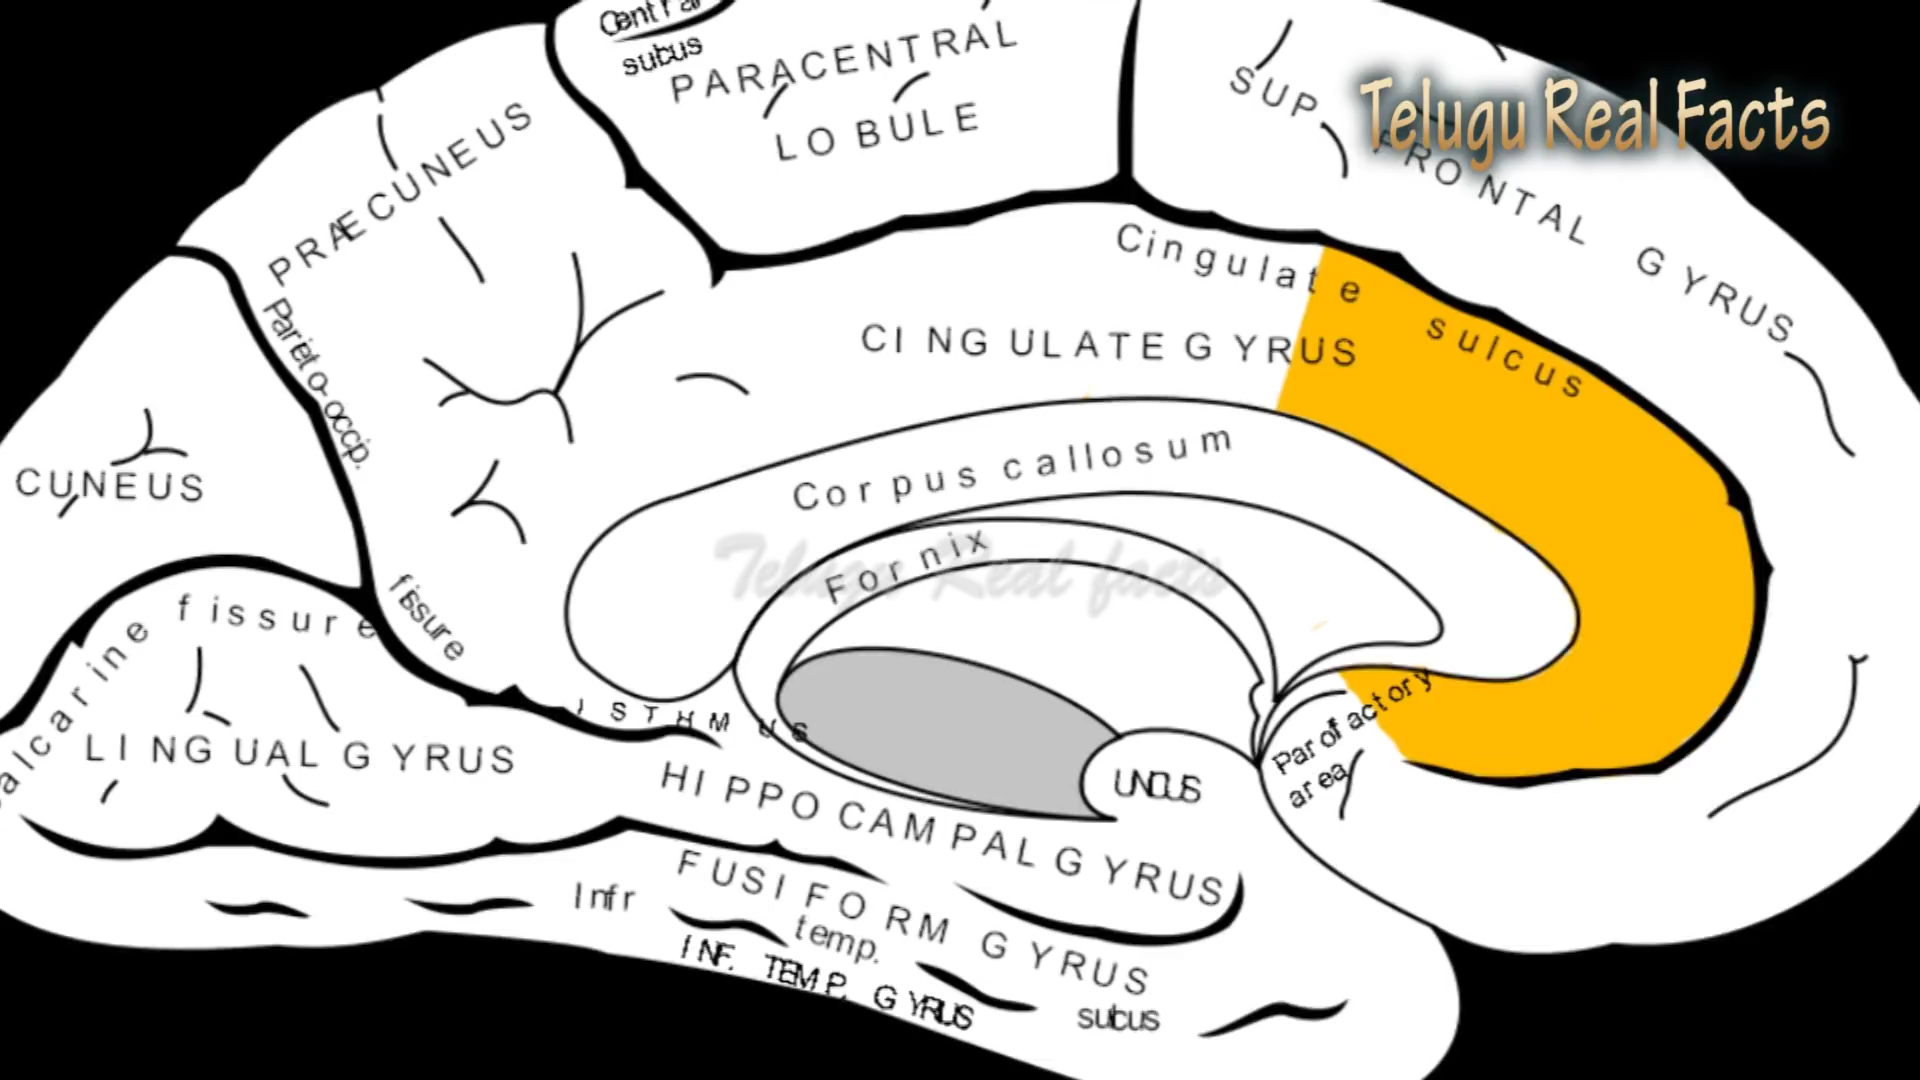 Central
sulcus
PARACENTRAL
LOBULE
SUP. FRONTAL GYRUS
Telugu Real Facts
PRÆCUNEUS
Cingulate sulcus
CINGULATE GYRUS
Parieto-occip.
fissure
CUNEUS
Corpus callosum
Fornix
Telugu Real facts
calcarine fissure
ISTHMUS
LINGUAL GYRUS
HIPPOCAMPAL GYRUS
UNCUS
Parolfactory
area
FUSIFORM GYRUS
Infr temp. sulcus
INF. TEMP. GYRUS